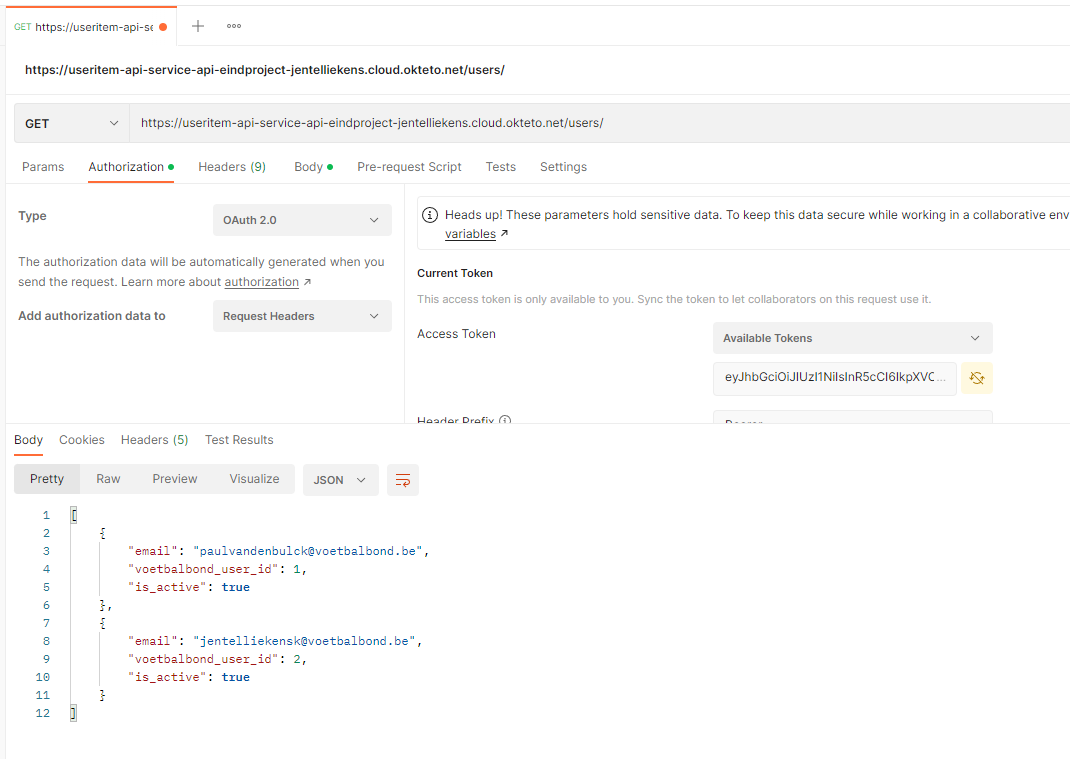 GET https://useritem-api-se
https://useritem-api-service-api-eindproject-jentelliekens.cloud.okteto.net/users/
GET https://useritem-api-service-api-eindproject-jentelliekens.cloud.okteto.net/users/
Params Authorization Headers (9) Body Pre-request Script Tests Settings
Type OAuth 2.0
The authorization data will be automatically generated when you
send the request. Learn more about authorization ↗
Add authorization data to Request Headers
Heads up! These parameters hold sensitive data. To keep this data secure while working in a collaborative env
variables ↗
Current Token
This access token is only available to you. Sync the token to let collaborators on this request use it.
Access Token Available Tokens
eyJhbGciOiJIUzI1NiIsInR5cCI6IkpXVC...
Header Prefix Bearer
Body Cookies Headers (5) Test Results
Pretty Raw Preview Visualize JSON
1 [
2 {
3 "email": "paulvandenbulck@voetbalbond.be",
4 "voetbalbond_user_id": 1,
5 "is_active": true
6 },
7 {
8 "email": "jentelliekensk@voetbalbond.be",
9 "voetbalbond_user_id": 2,
10 "is_active": true
11 }
12 ]